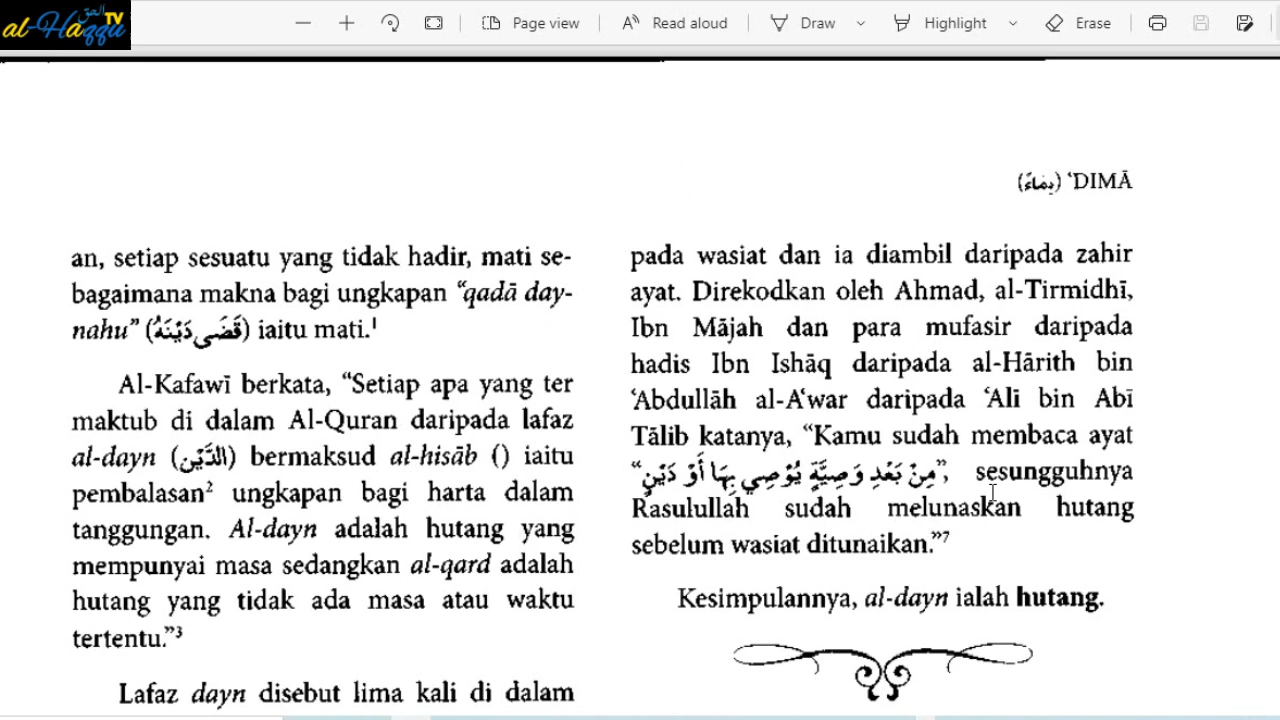 الحق TV
al-Haqqu
Page view
Read aloud
Draw
Highlight
Erase
(دِمَاءً) ‘DIMĀ
an, setiap sesuatu yang tidak hadir, mati se-
bagaimana makna bagi ungkapan “qadā day-
nahu” (قَضَى دَيْنَهُ) iaitu mati.¹
Al-Kafawī berkata, “Setiap apa yang ter
maktub di dalam Al-Quran daripada lafaz
al-dayn (الدَّيْن) bermaksud al-hisāb () iaitu
pembalasan² ungkapan bagi harta dalam
tanggungan. Al-dayn adalah hutang yang
mempunyai masa sedangkan al-qard adalah
hutang yang tidak ada masa atau waktu
tertentu.”³
Lafaz dayn disebut lima kali di dalam
pada wasiat dan ia diambil daripada zahir
ayat. Direkodkan oleh Ahmad, al-Tirmidhī,
Ibn Mājah dan para mufasir daripada
hadis Ibn Ishāq daripada al-Hārith bin
‘Abdullāh al-A‘war daripada ‘Ali bin Abī
Tālib katanya, “Kamu sudah membaca ayat
“مِنْ بَعْدِ وَصِيَّةٍ يُوْصِي بِهَا أَوْ دَيْنٍ”, sesungguhnya
Rasulullah sudah melunaskan hutang
sebelum wasiat ditunaikan.”⁷
Kesimpulannya, al-dayn ialah hutang.